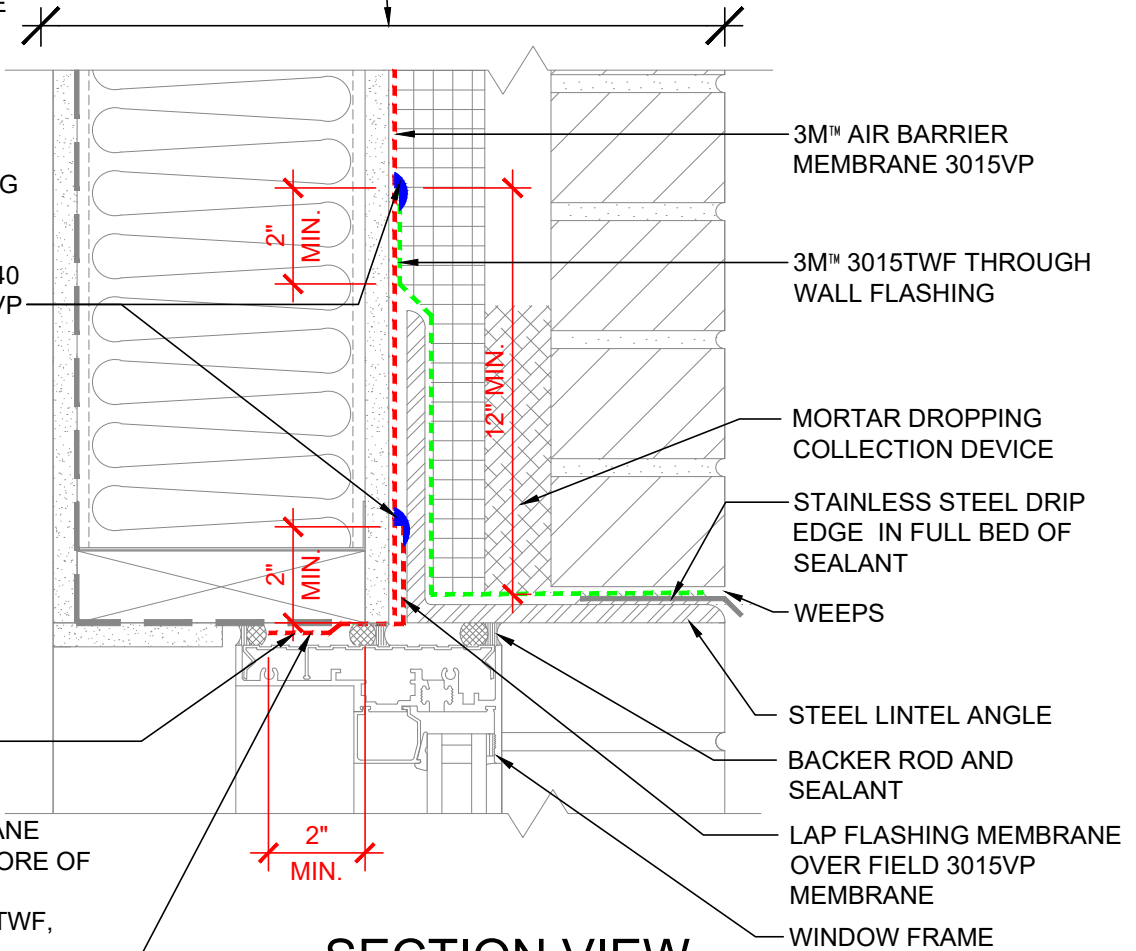 E
G
40
VP
ANE
ORE OF
TWF,
2"
MIN.
2"
MIN.
12" MIN.
2"
MIN.
3M™ AIR BARRIER
MEMBRANE 3015VP
3M™ 3015TWF THROUGH
WALL FLASHING
MORTAR DROPPING
COLLECTION DEVICE
STAINLESS STEEL DRIP
EDGE IN FULL BED OF
SEALANT
WEEPS
STEEL LINTEL ANGLE
BACKER ROD AND
SEALANT
LAP FLASHING MEMBRANE
OVER FIELD 3015VP
MEMBRANE
WINDOW FRAME
SECTION VIEW